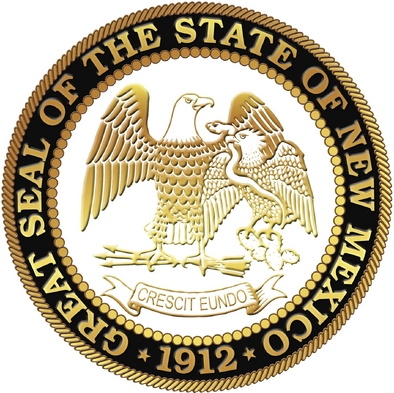 GREAT SEAL OF THE STATE OF NEW MEXICO
CRESCIT EUNDO
1912